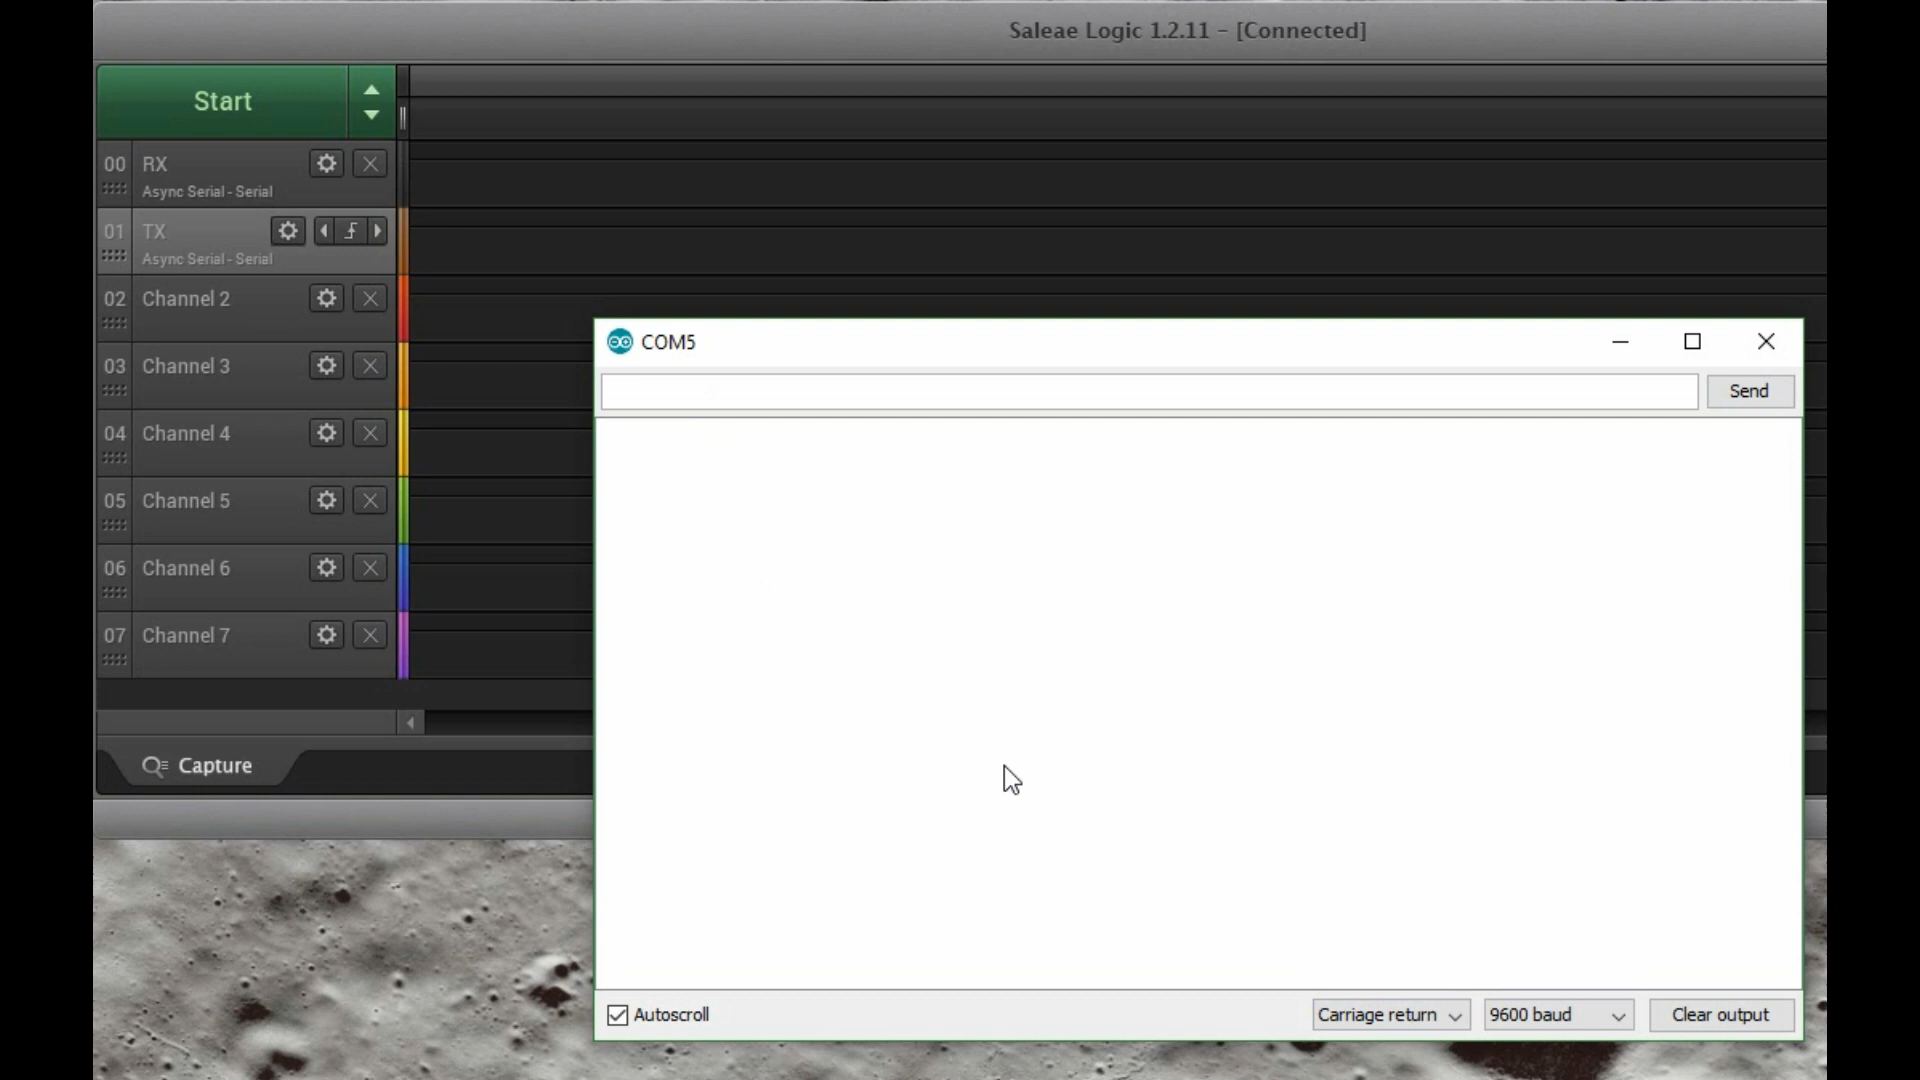 Saleae Logic 1.2.11 - [Connected]
Start
00 RX
Async Serial - Serial
01 TX
Async Serial - Serial
02 Channel 2
03 Channel 3
04 Channel 4
05 Channel 5
06 Channel 6
07 Channel 7
Capture
COM5
Send
Autoscroll
Carriage return
9600 baud
Clear output